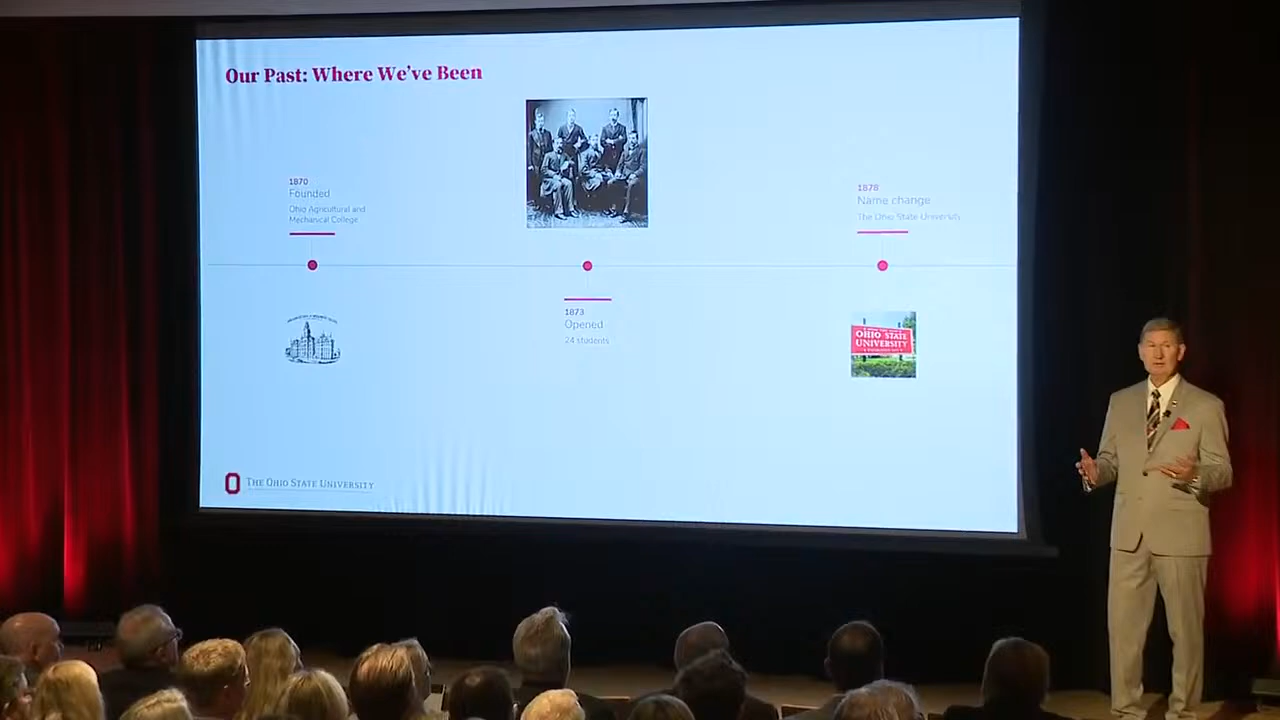 Our Past: Where We've Been
1870
Founded
Ohio Agricultural and
Mechanical College
1873
Opened
24 students
1878
Name change
The Ohio State University
OHIO STATE
UNIVERSITY
THE OHIO STATE UNIVERSITY